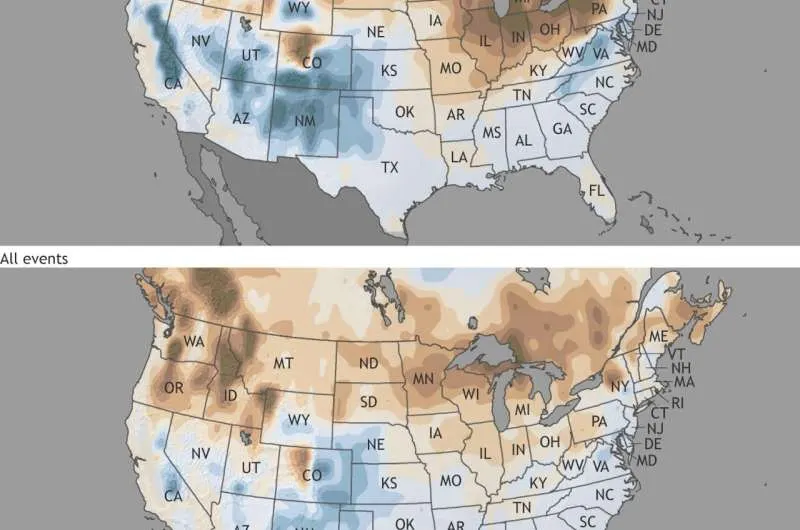 CT
MI
PA
NJ
WY
NE
IA
OH
DE
NV
IL
IN
MD
UT
CO
WV
VA
CA
KS
MO
KY
NC
AZ
NM
OK
TN
AR
SC
MS
AL
GA
LA
TX
FL
All events
WA
ME
MT
ND
VT
NH
OR
ID
MN
NY
MA
SD
WI
RI
WY
MI
CT
PA
NJ
NE
IA
OH
DE
NV
IL
IN
MD
UT
CO
WV
VA
CA
KS
MO
KY
NC
TN
AZ
OK
AR
SC